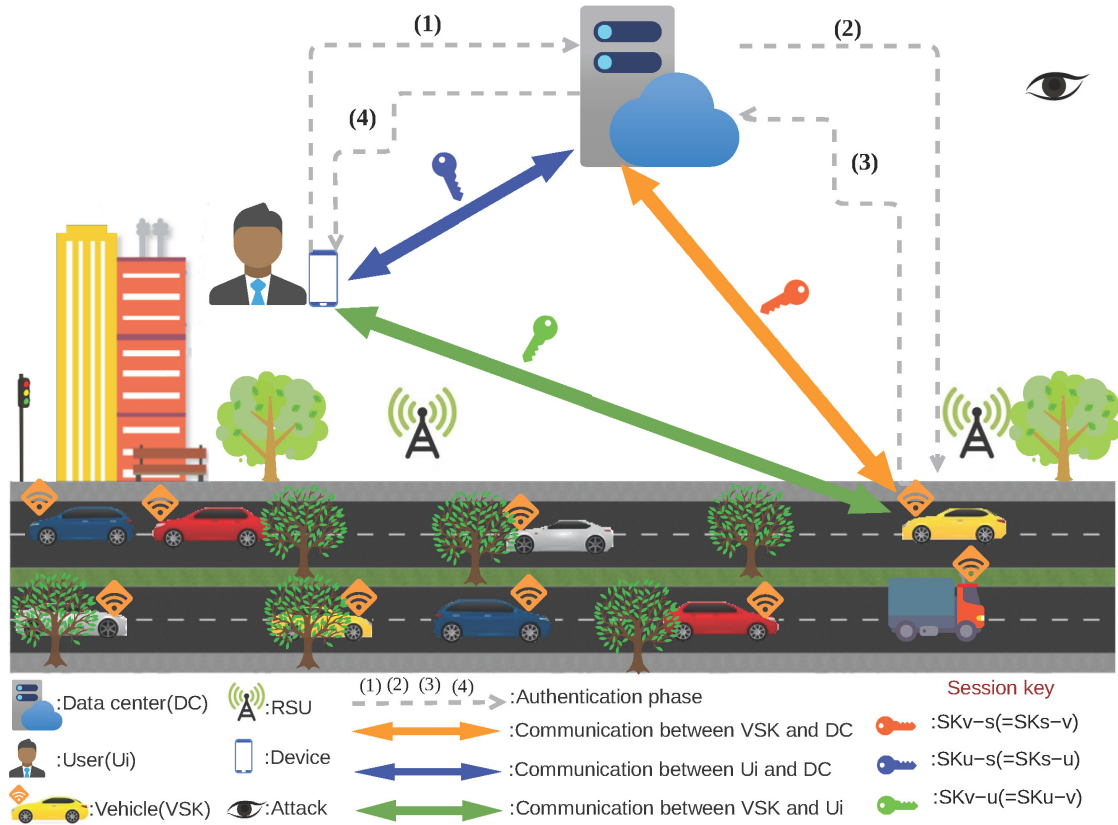 (1)
(2)
(4)
(3)
:Data center(DC)
:RSU
(1) (2) (3) (4)
:Authentication phase
Session key
:Communication between VSK and DC
:SKv−s(=SKs−v)
:User(Ui)
:Device
:Communication between Ui and DC
:SKu−s(=SKs−u)
:Vehicle(VSK)
:Attack
:Communication between VSK and Ui
:SKv−u(=SKu−v)